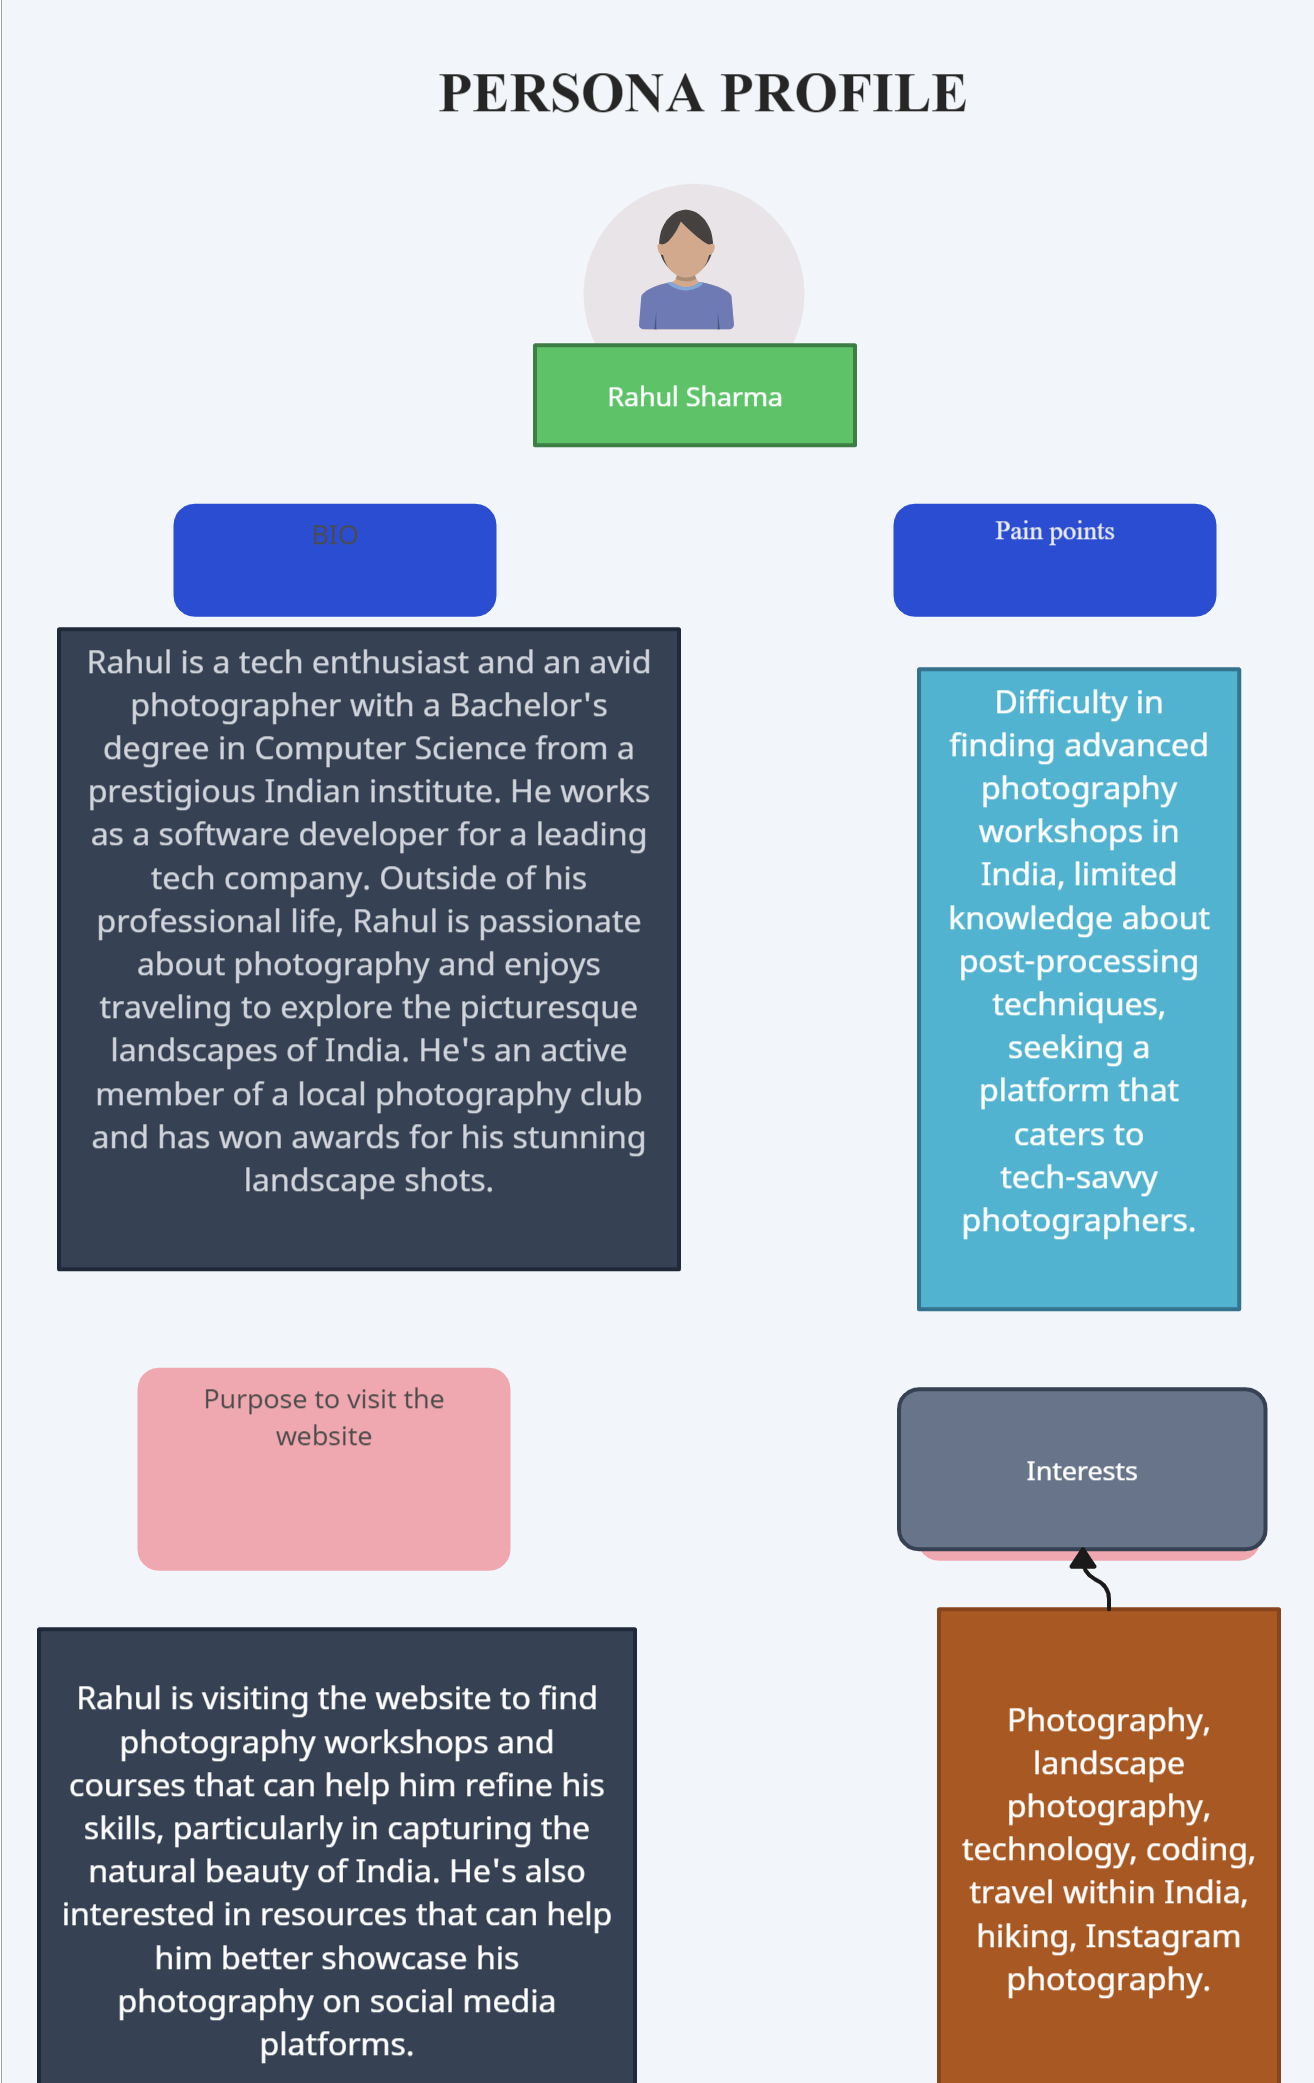 PERSONA PROFILE
Rahul Sharma
BIO
Rahul is a tech enthusiast and an avid
photographer with a Bachelor's
degree in Computer Science from a
prestigious Indian institute. He works
as a software developer for a leading
tech company. Outside of his
professional life, Rahul is passionate
about photography and enjoys
traveling to explore the picturesque
landscapes of India. He's an active
member of a local photography club
and has won awards for his stunning
landscape shots.
Pain points
Difficulty in
finding advanced
photography
workshops in
India, limited
knowledge about
post-processing
techniques,
seeking a
platform that
caters to
tech-savvy
photographers.
Purpose to visit the
website
Rahul is visiting the website to find
photography workshops and
courses that can help him refine his
skills, particularly in capturing the
natural beauty of India. He's also
interested in resources that can help
him better showcase his
photography on social media
platforms.
Interests
Photography,
landscape
photography,
technology, coding,
travel within India,
hiking, Instagram
photography.